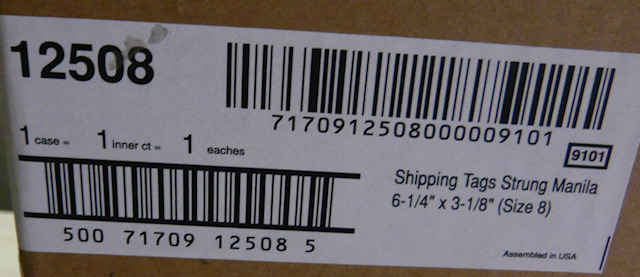 12508
71709125080000009101
1 case = 1 inner ct = 1 eaches
9101
Shipping Tags Strung Manila
6-1/4" x 3-1/8" (Size 8)
500 71709 12508 5
Assembled in USA